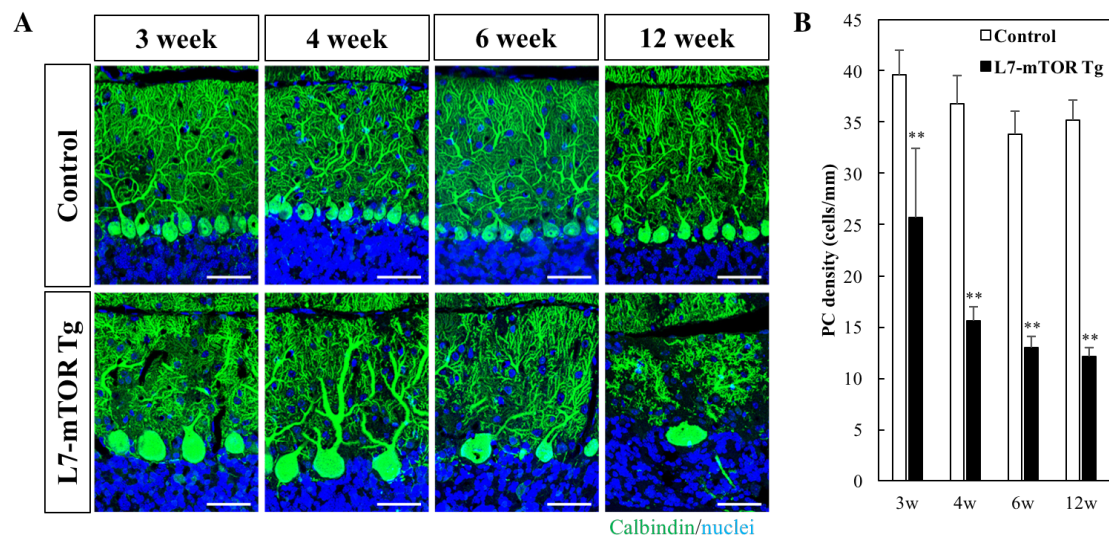 A
3 week
4 week
6 week
12 week
Control
L7-mTOR Tg
Calbindin/nuclei
B
PC density (cells/mm)
45
40
35
30
25
20
15
10
5
0
Control
L7-mTOR Tg
**
**
**
**
3w
4w
6w
12w